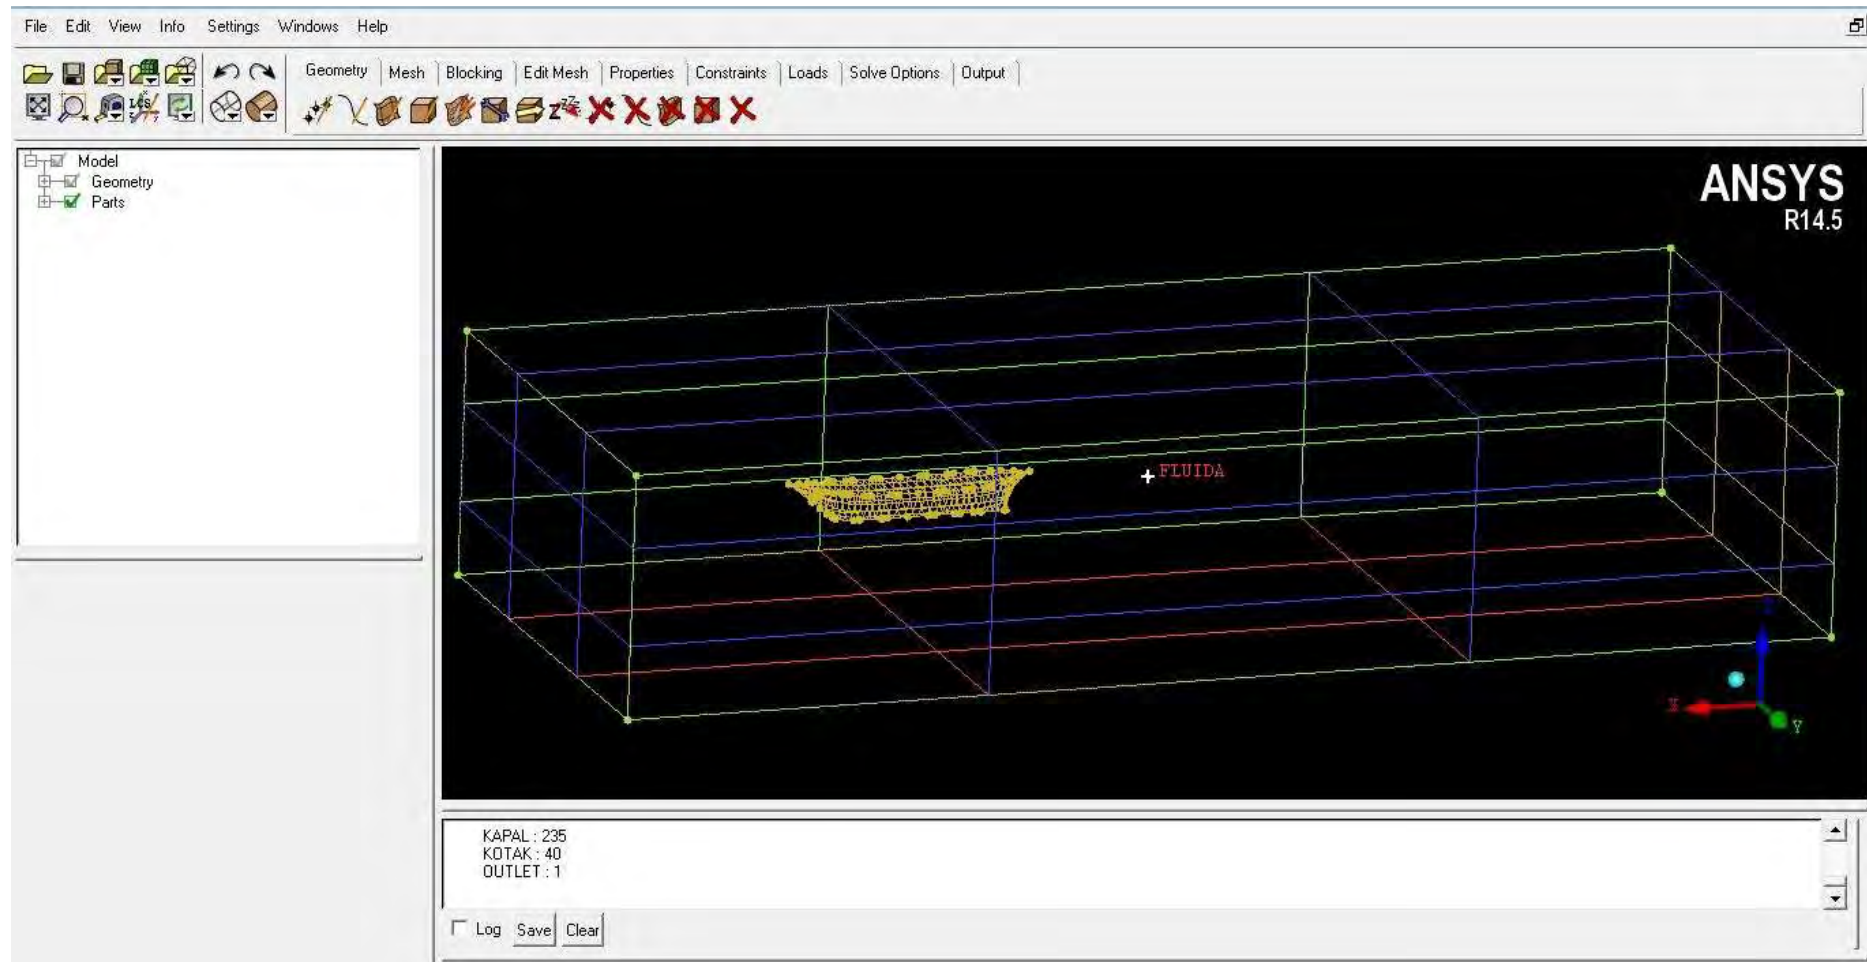 File Edit View Info Settings Windows Help
Geometry Mesh Blocking Edit Mesh Properties Constraints Loads Solve Options Output
LCS
Model
Geometry
Parts
ANSYS
R14.5
FLUIDA
Z
X
Y
KAPAL : 235
KOTAK : 40
OUTLET : 1
Log Save Clear